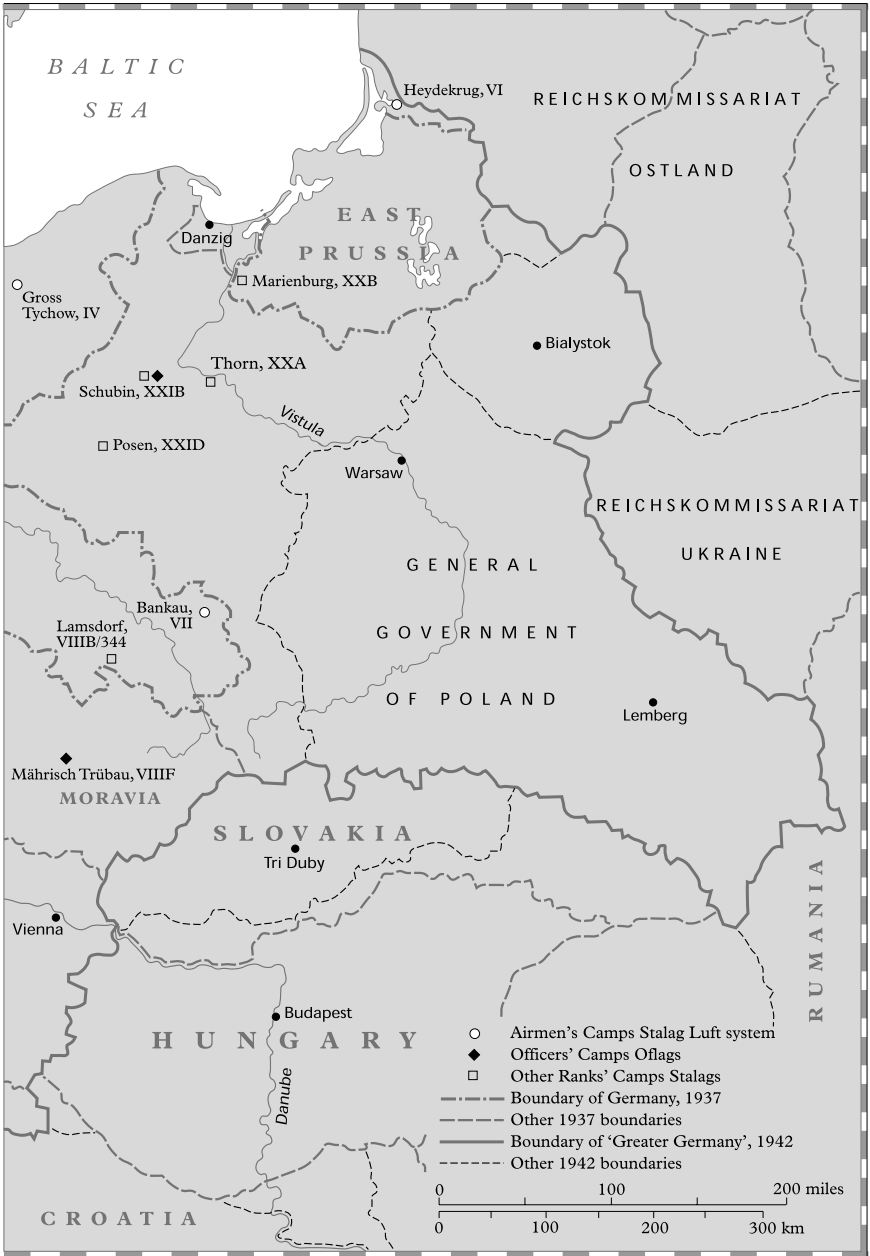 BALTIC
SEA
Heydekrug, VI
REICHSKOMMISSARIAT
OSTLAND
EAST
PRUSSIA
Danzig
Marienburg, XXB
Gross
Tychow, IV
Bialystok
Thorn, XXA
Schubin, XXIB
Vistula
Posen, XXID
Warsaw
REICHSKOMMISSARIAT
UKRAINE
GENERAL
GOVERNMENT
OF POLAND
Bankau,
VII
Lamsdorf,
VIIIB/344
Lemberg
Mährisch Trübau, VIIIF
MORAVIA
SLOVAKIA
Tri Duby
RUMANIA
Vienna
Budapest
HUNGARY
Danube
CROATIA
Airmen's Camps Stalag Luft system
Officers' Camps Oflags
Other Ranks' Camps Stalags
Boundary of Germany, 1937
Other 1937 boundaries
Boundary of 'Greater Germany', 1942
Other 1942 boundaries
0 100 200 miles
0 100 200 300 km